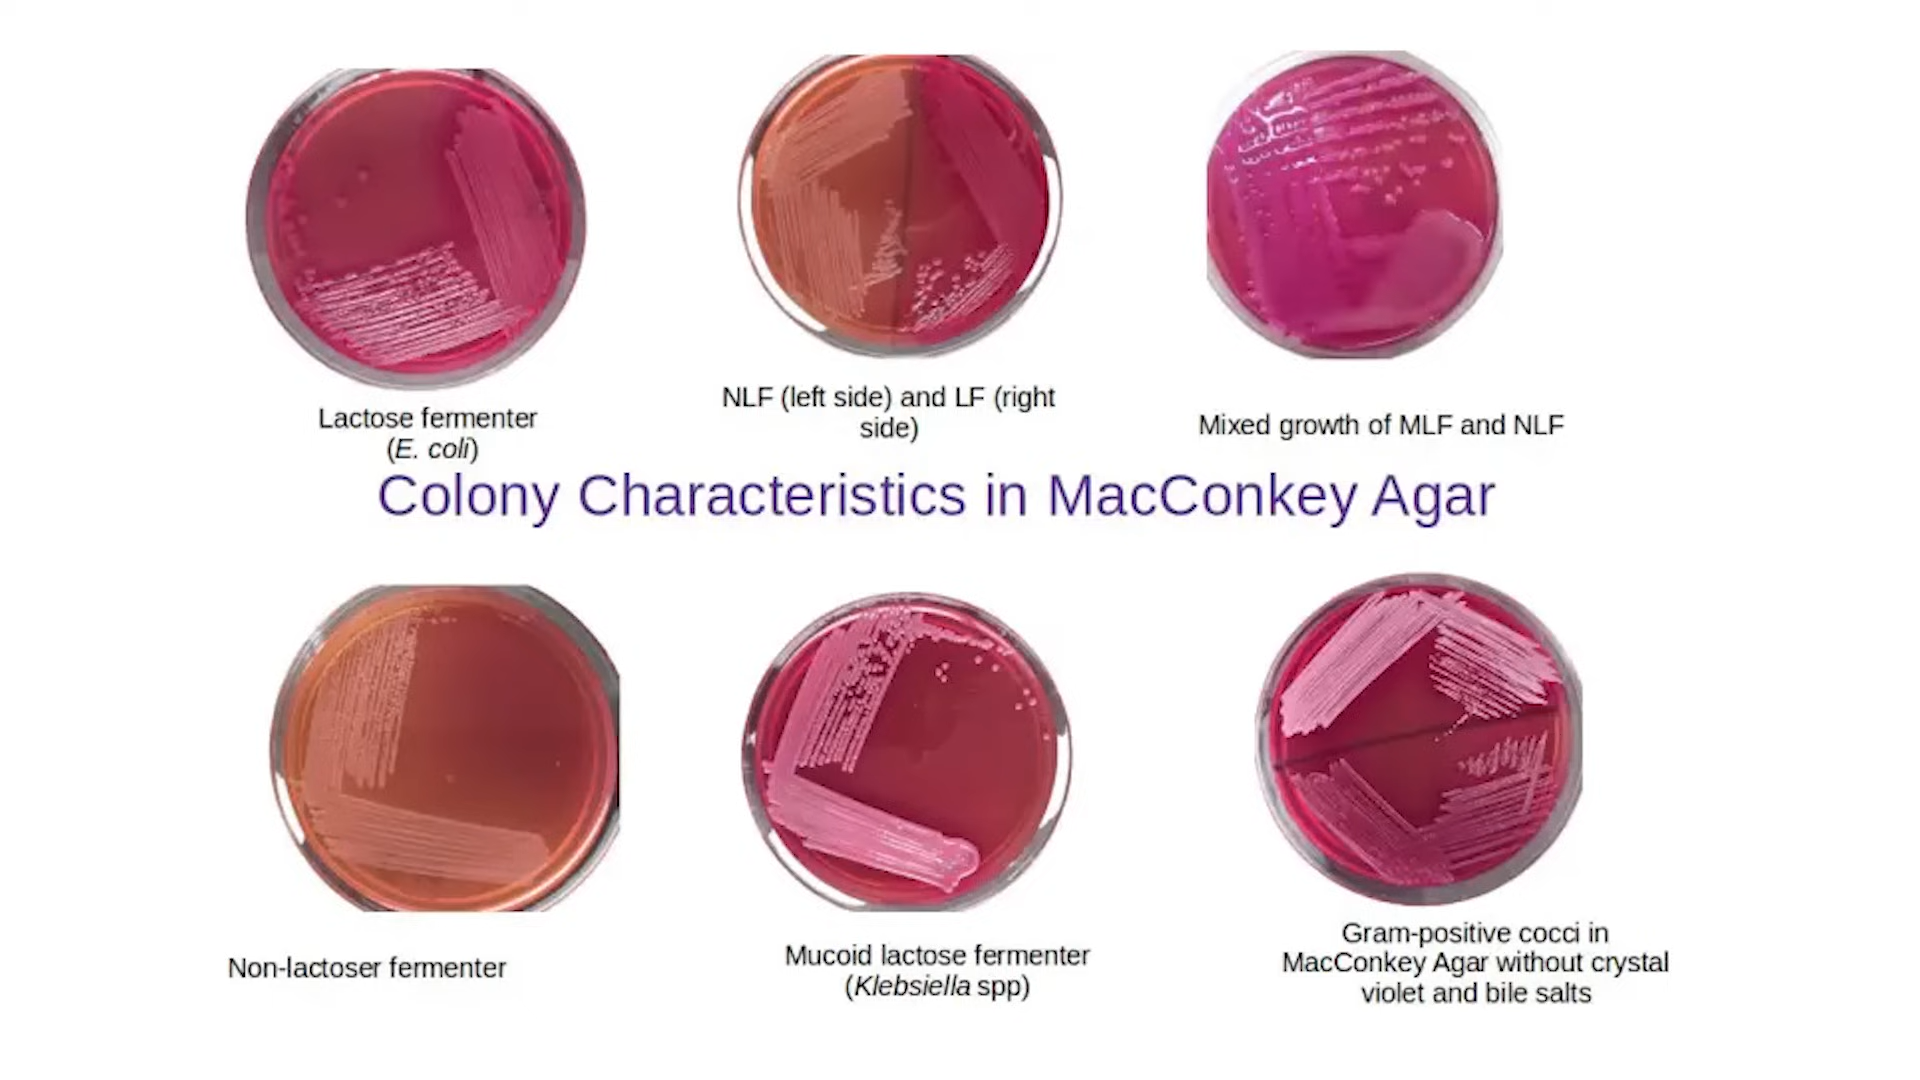 Lactose fermenter
(E. coli)
NLF (left side) and LF (right
side)
Mixed growth of MLF and NLF
Colony Characteristics in MacConkey Agar
Non-lactoser fermenter
Mucoid lactose fermenter
(Klebsiella spp)
Gram-positive cocci in
MacConkey Agar without crystal
violet and bile salts